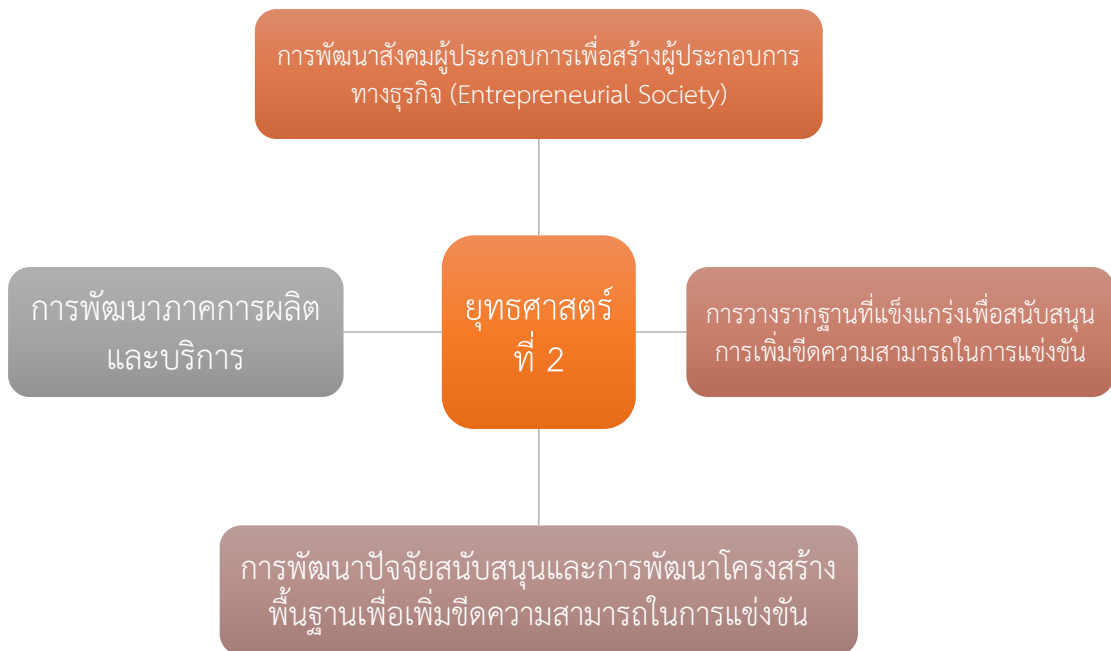 การพัฒนาสังคมผู้ประกอบการเพื่อสร้างผู้ประกอบการ
ทางธุรกิจ (Entrepreneurial Society)
การพัฒนาภาคการผลิต
และบริการ
ยุทธศาสตร์
ที่ 2
การวางรากฐานที่แข็งแกร่งเพื่อสนับสนุน
การเพิ่มขีดความสามารถในการแข่งขัน
การพัฒนาปัจจัยสนับสนุนและการพัฒนาโครงสร้าง
พื้นฐานเพื่อเพิ่มขีดความสามารถในการแข่งขัน